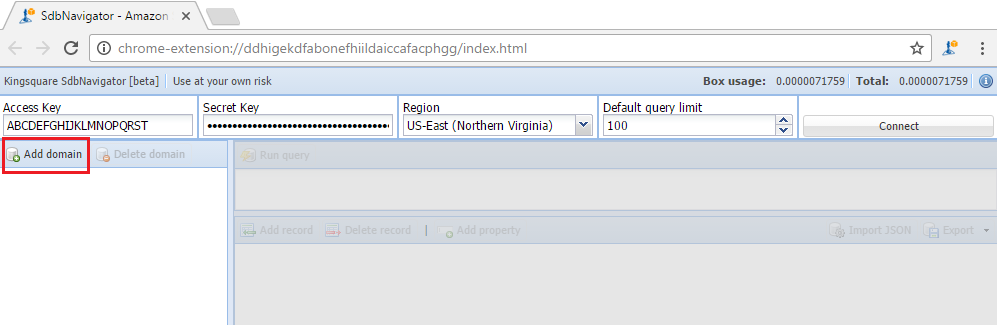 SdbNavigator - Amazon
chrome-extension://ddhigekdfabonefhiildaiccafacphgg/index.html
Kingsquare SdbNavigator [beta] Use at your own risk Box usage: 0.0000071759 Total: 0.0000071759
Access Key Secret Key Region Default query limit
ABCDEFGHIJKLMNOPQRST •••••••••••••••••••••••••••••••••••••• US-East (Northern Virginia) 100 Connect
Add domain Delete domain Run query
Add record Delete record Add property Import JSON Export